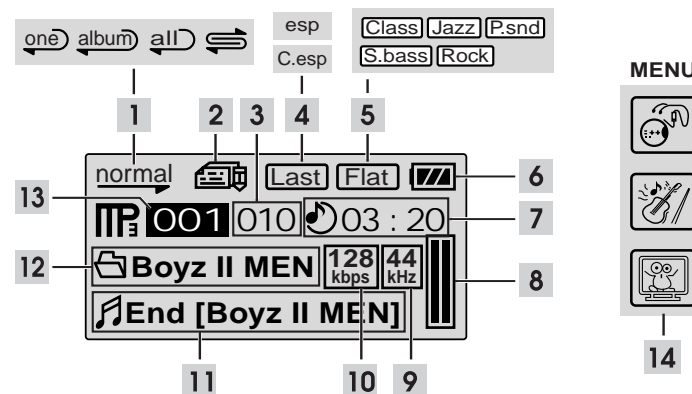 one album all
esp
C.esp
Class Jazz P.snd
S.bass Rock
MENU
1 2 3 4 5
normal Last Flat 6
13 MP3 001 010 03 : 20 7
12 Boyz II MEN 128 kbps 44 kHz 8
End [Boyz II MEN]
11 10 9
14